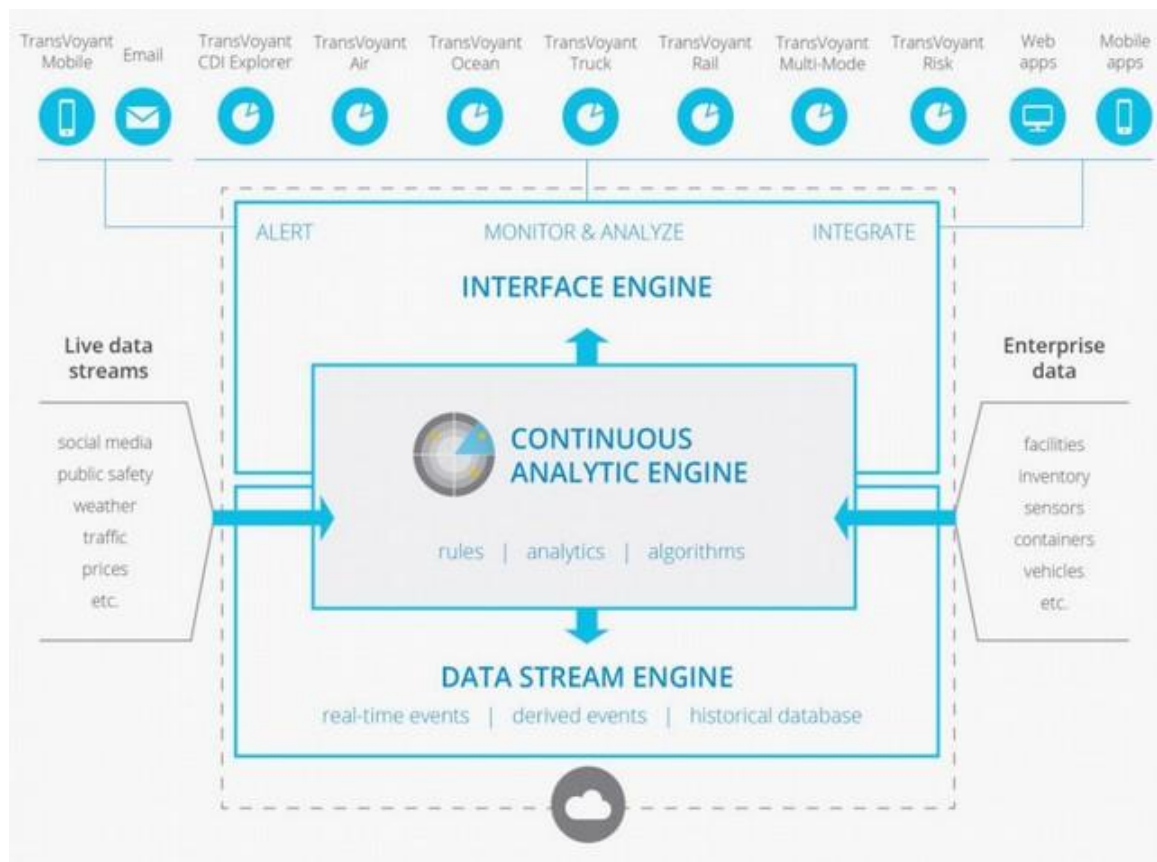 TransVoyant
Mobile
Email
TransVoyant
CDI Explorer
TransVoyant
Air
TransVoyant
Ocean
TransVoyant
Truck
TransVoyant
Rail
TransVoyant
Multi-Mode
TransVoyant
Risk
Web
apps
Mobile
apps
ALERT
MONITOR & ANALYZE
INTEGRATE
INTERFACE ENGINE
Live data
streams
social media
public safety
weather
traffic
prices
etc.
CONTINUOUS
ANALYTIC ENGINE
rules | analytics | algorithms
Enterprise
data
facilities
inventory
sensors
containers
vehicles
etc.
DATA STREAM ENGINE
real-time events | derived events | historical database